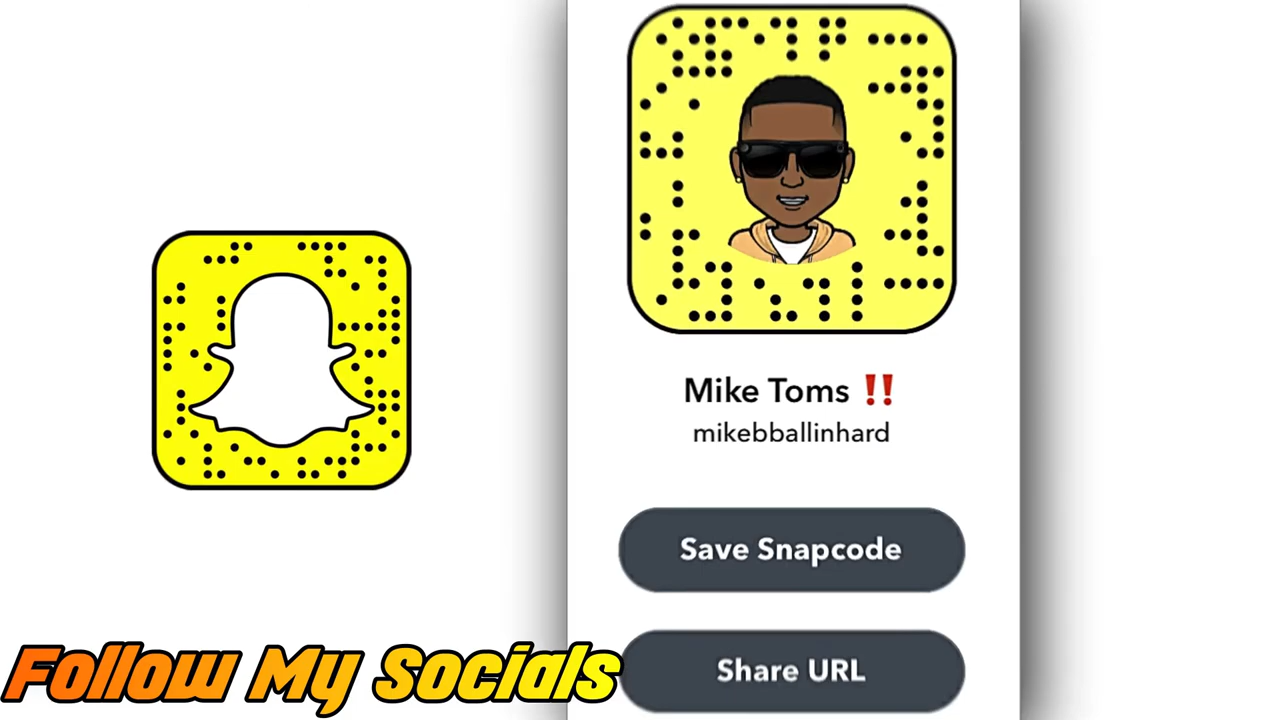 Mike Toms ‼️
mikebballinhard
Save Snapcode
Share URL
Follow My Socials